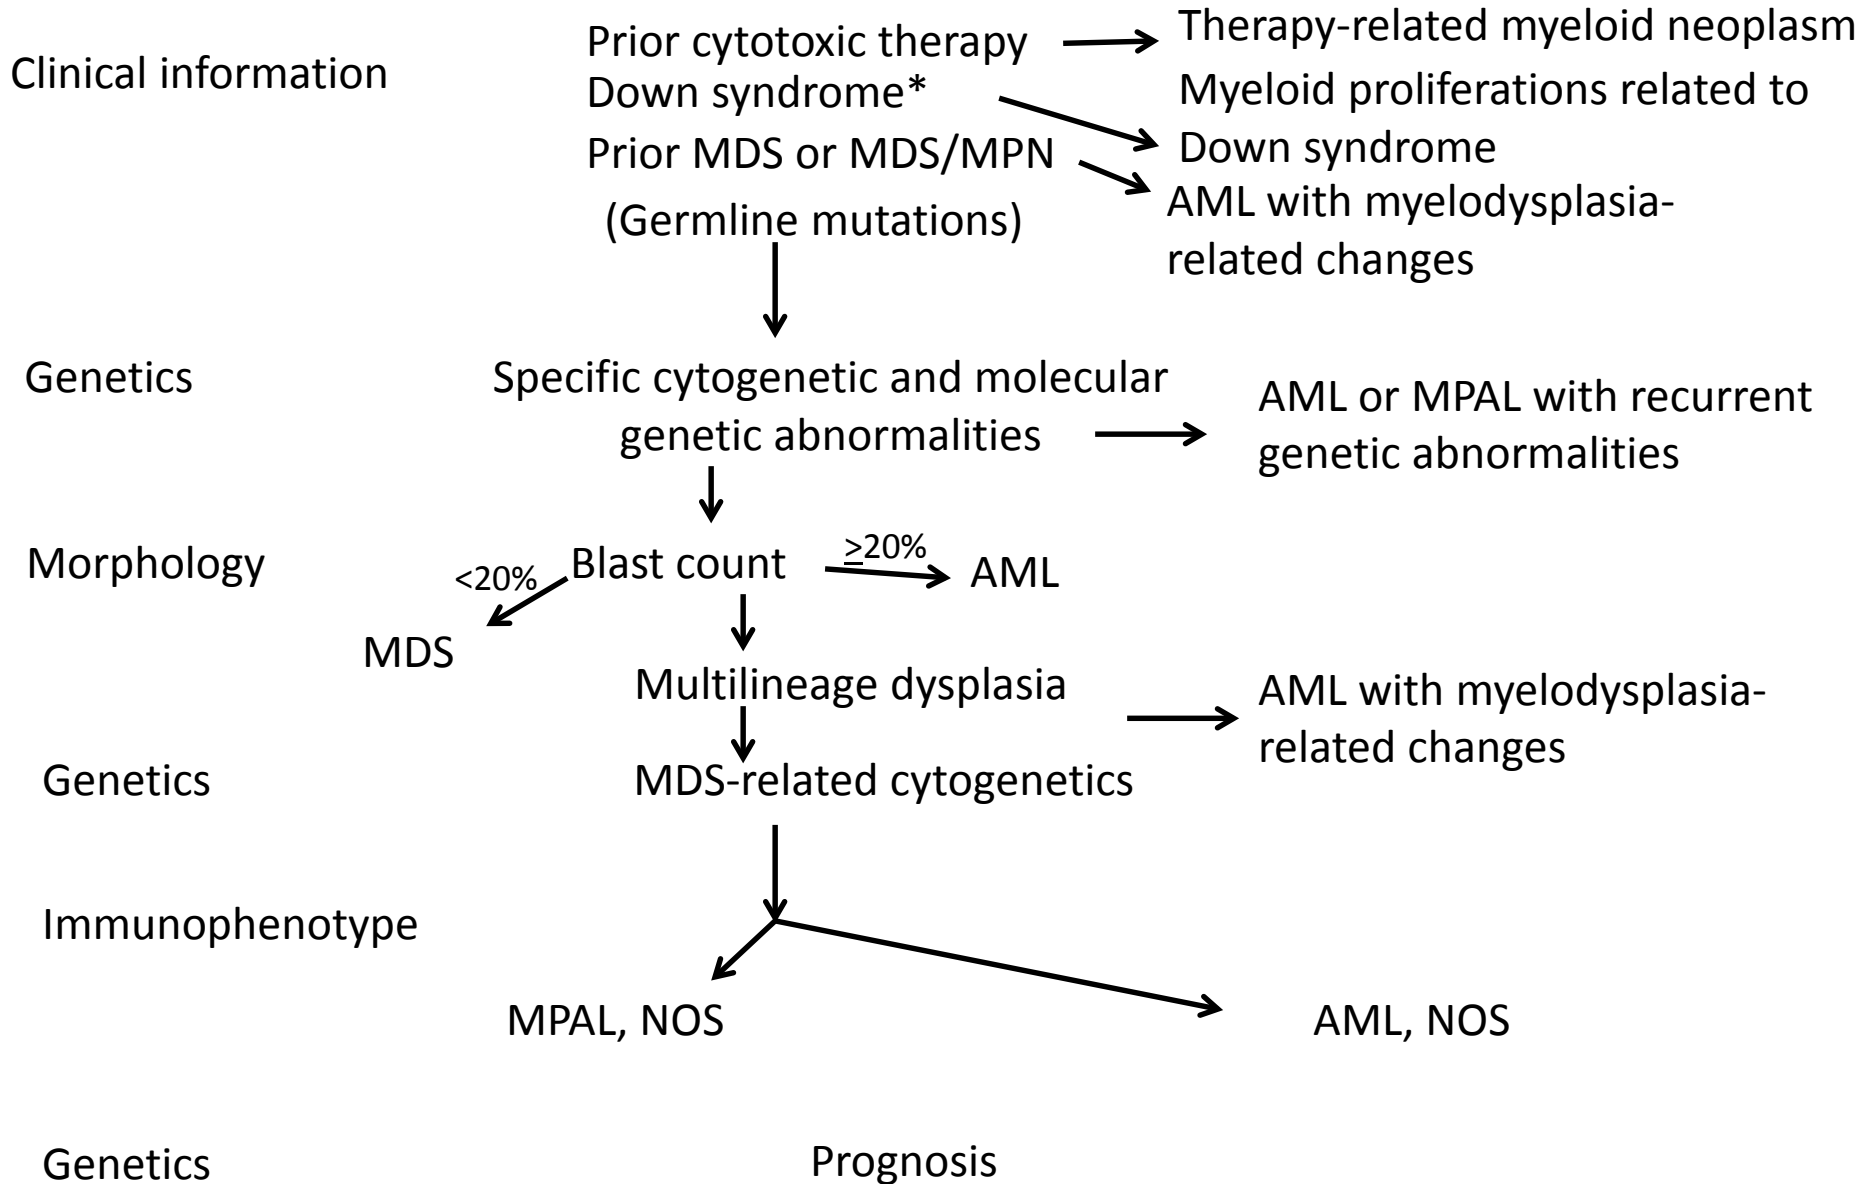 Clinical information
Prior cytotoxic therapy
Down syndrome*
Prior MDS or MDS/MPN
(Germline mutations)
Therapy-related myeloid neoplasm
Myeloid proliferations related to
Down syndrome
AML with myelodysplasia-
related changes
Genetics
Specific cytogenetic and molecular
genetic abnormalities
AML or MPAL with recurrent
genetic abnormalities
Morphology
<20%
Blast count
≥20%
AML
MDS
Multilineage dysplasia
AML with myelodysplasia-
related changes
Genetics
MDS-related cytogenetics
Immunophenotype
MPAL, NOS
AML, NOS
Genetics
Prognosis